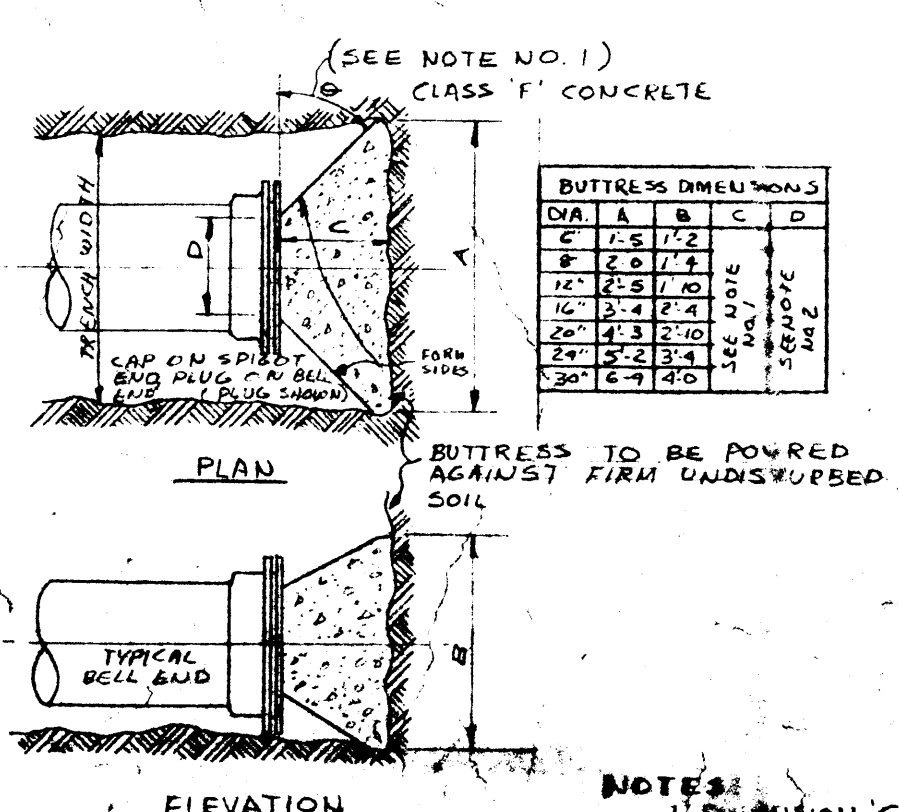 (SEE NOTE NO. 1)
CLASS 'F' CONCRETE
θ
TRENCH WIDTH
D
C
A
CAP ON SPIGOT
END, PLUG ON BELL
END (PLUG SHOWN)
FORM
SIDES
BUTTRESS DIMENSIONS
DIA. A B C D
6" 1'-5 1'-2
8 2'-0 1'-4
12" 2'-5 1'-10
16" 3'-4 2'-4
20" 4'-3 2'-10
24" 5'-2 3'-4
30" 6-9 4'-0
SEE NOTE
NO.1
SEE NOTE
NO.2
PLAN
BUTTRESS TO BE POURED
AGAINST FIRM UNDISTURBED
SOIL
TYPICAL
BELL END
B
ELEVATION
NOTES